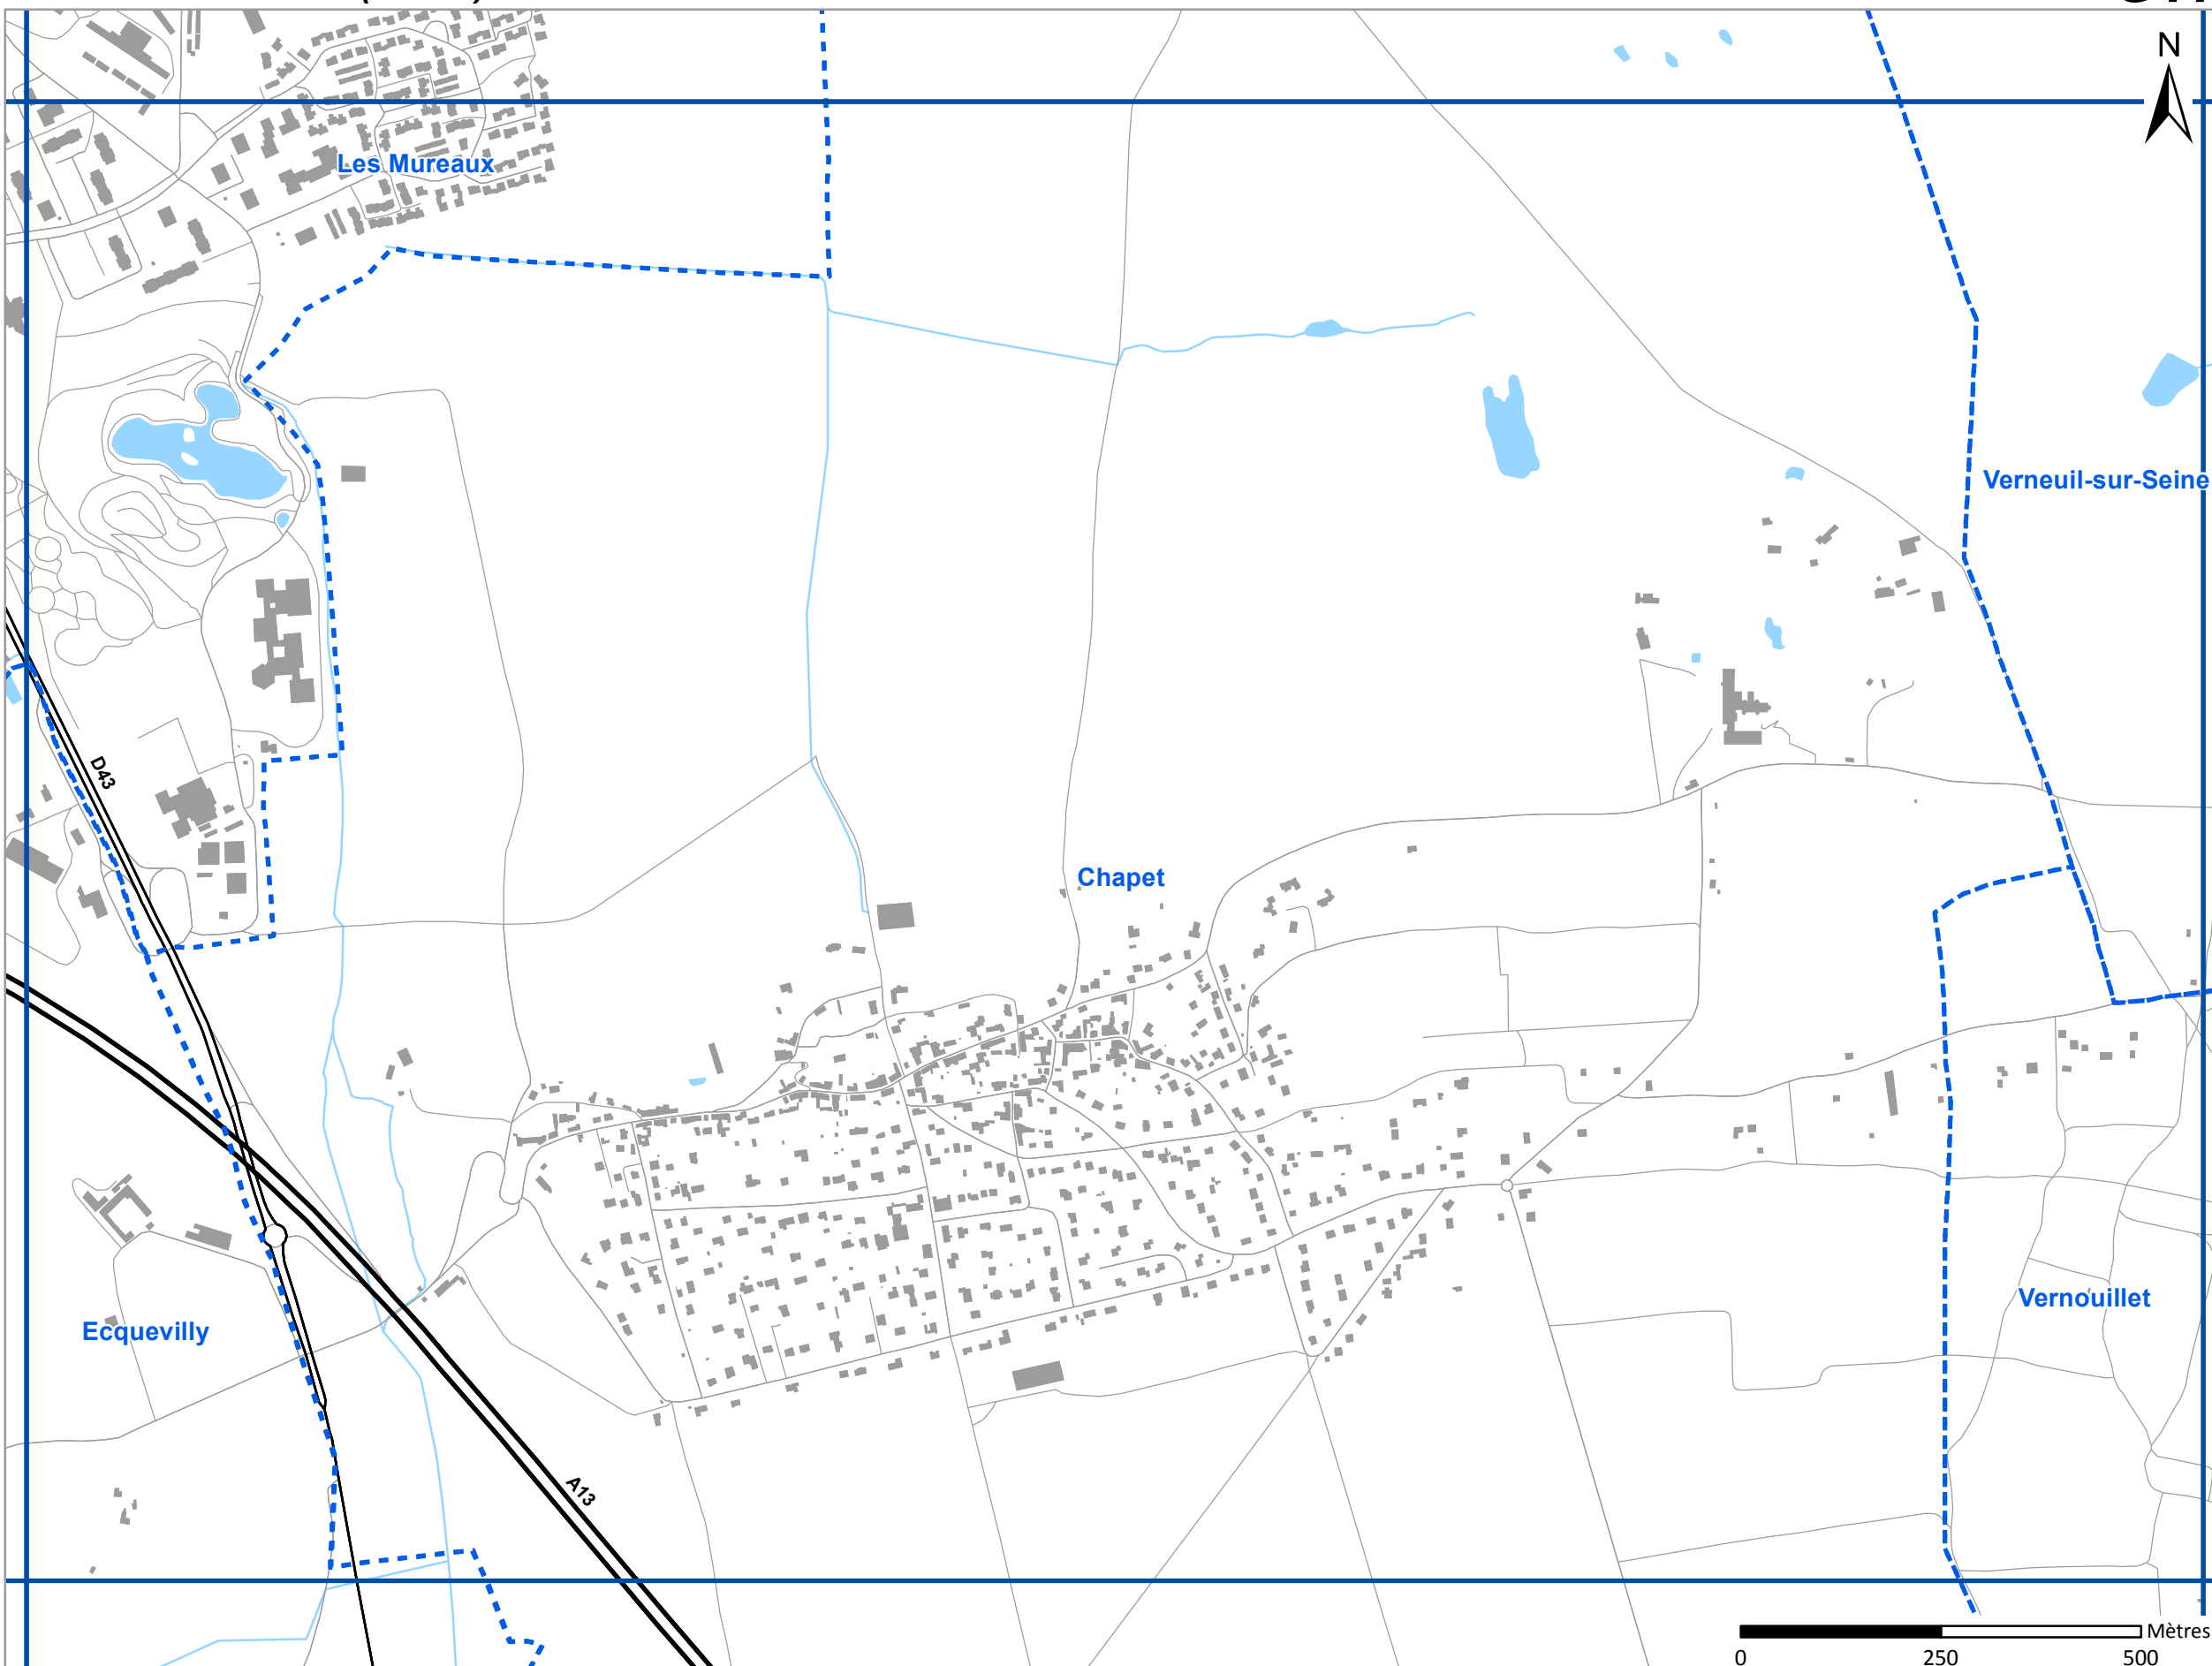 N
Les Mureaux
Verneuil-sur-Seine
D43
Chapet
Vernouillet
Ecquevilly
A13
Mètres
0 250 500